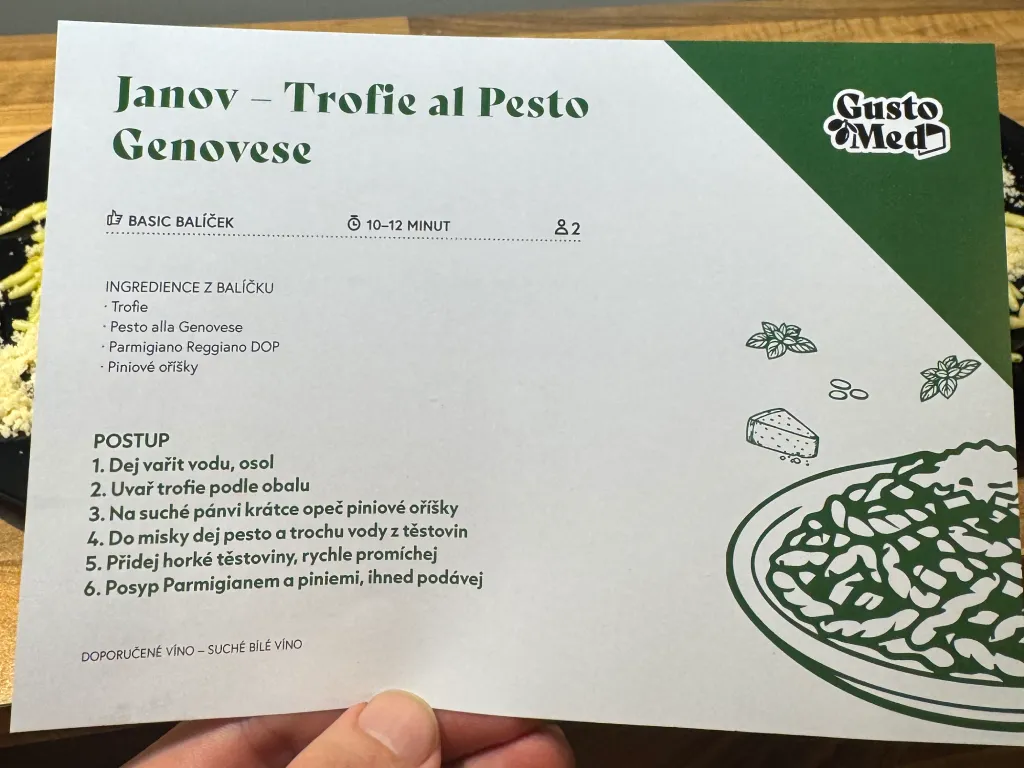 Janov – Trofie al Pesto
Genovese
Gusto
Med
BASIC BALÍČEK
10–12 MINUT
2
INGREDIENCE Z BALÍČKU
· Trofie
· Pesto alla Genovese
· Parmigiano Reggiano DOP
· Piniové oříšky
POSTUP
1. Dej vařit vodu, osol
2. Uvař trofie podle obalu
3. Na suché pánvi krátce opeč piniové oříšky
4. Do misky dej pesto a trochu vody z těstovin
5. Přidej horké těstoviny, rychle promíchej
6. Posyp Parmigianem a piniemi, ihned podávej
DOPORUČENÉ VÍNO – SUCHÉ BÍLÉ VÍNO